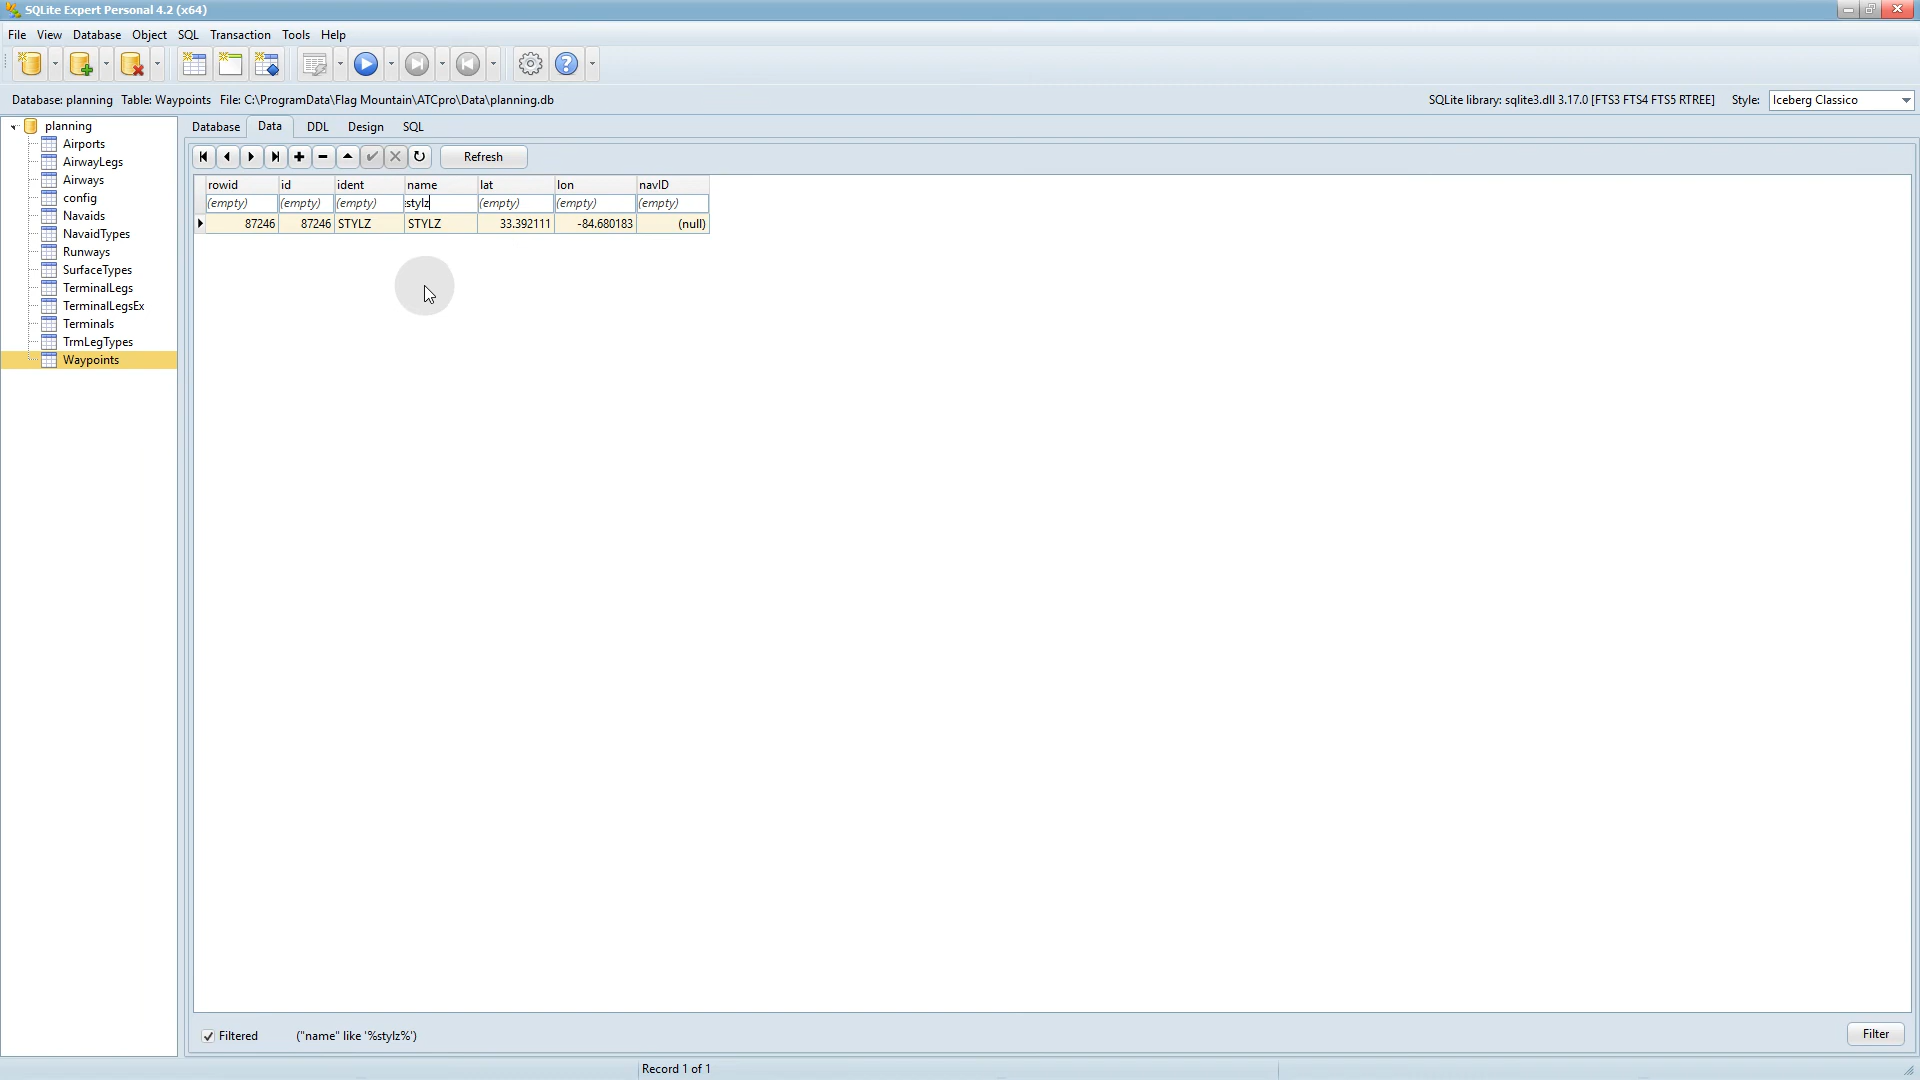 SQLite Expert Personal 4.2 (x64)
File View Database Object SQL Transaction Tools Help
Database: planning Table: Waypoints File: C:\ProgramData\Flag Mountain\ATCpro\Data\planning.db SQLite library: sqlite3.dll 3.17.0 [FTS3 FTS4 FTS5 RTREE] Style: Iceberg Classico
planning
Airports
AirwayLegs
Airways
config
Navaids
NavaidTypes
Runways
SurfaceTypes
TerminalLegs
TerminalLegsEx
Terminals
TrmLegTypes
Waypoints
Database Data DDL Design SQL
Refresh
rowid id ident name lat lon navID
(empty) (empty) (empty) stylz (empty) (empty) (empty)
87246 87246 STYLZ STYLZ 33.392111 -84.680183 (null)
Filtered ("name" like '%stylz%') Filter
Record 1 of 1